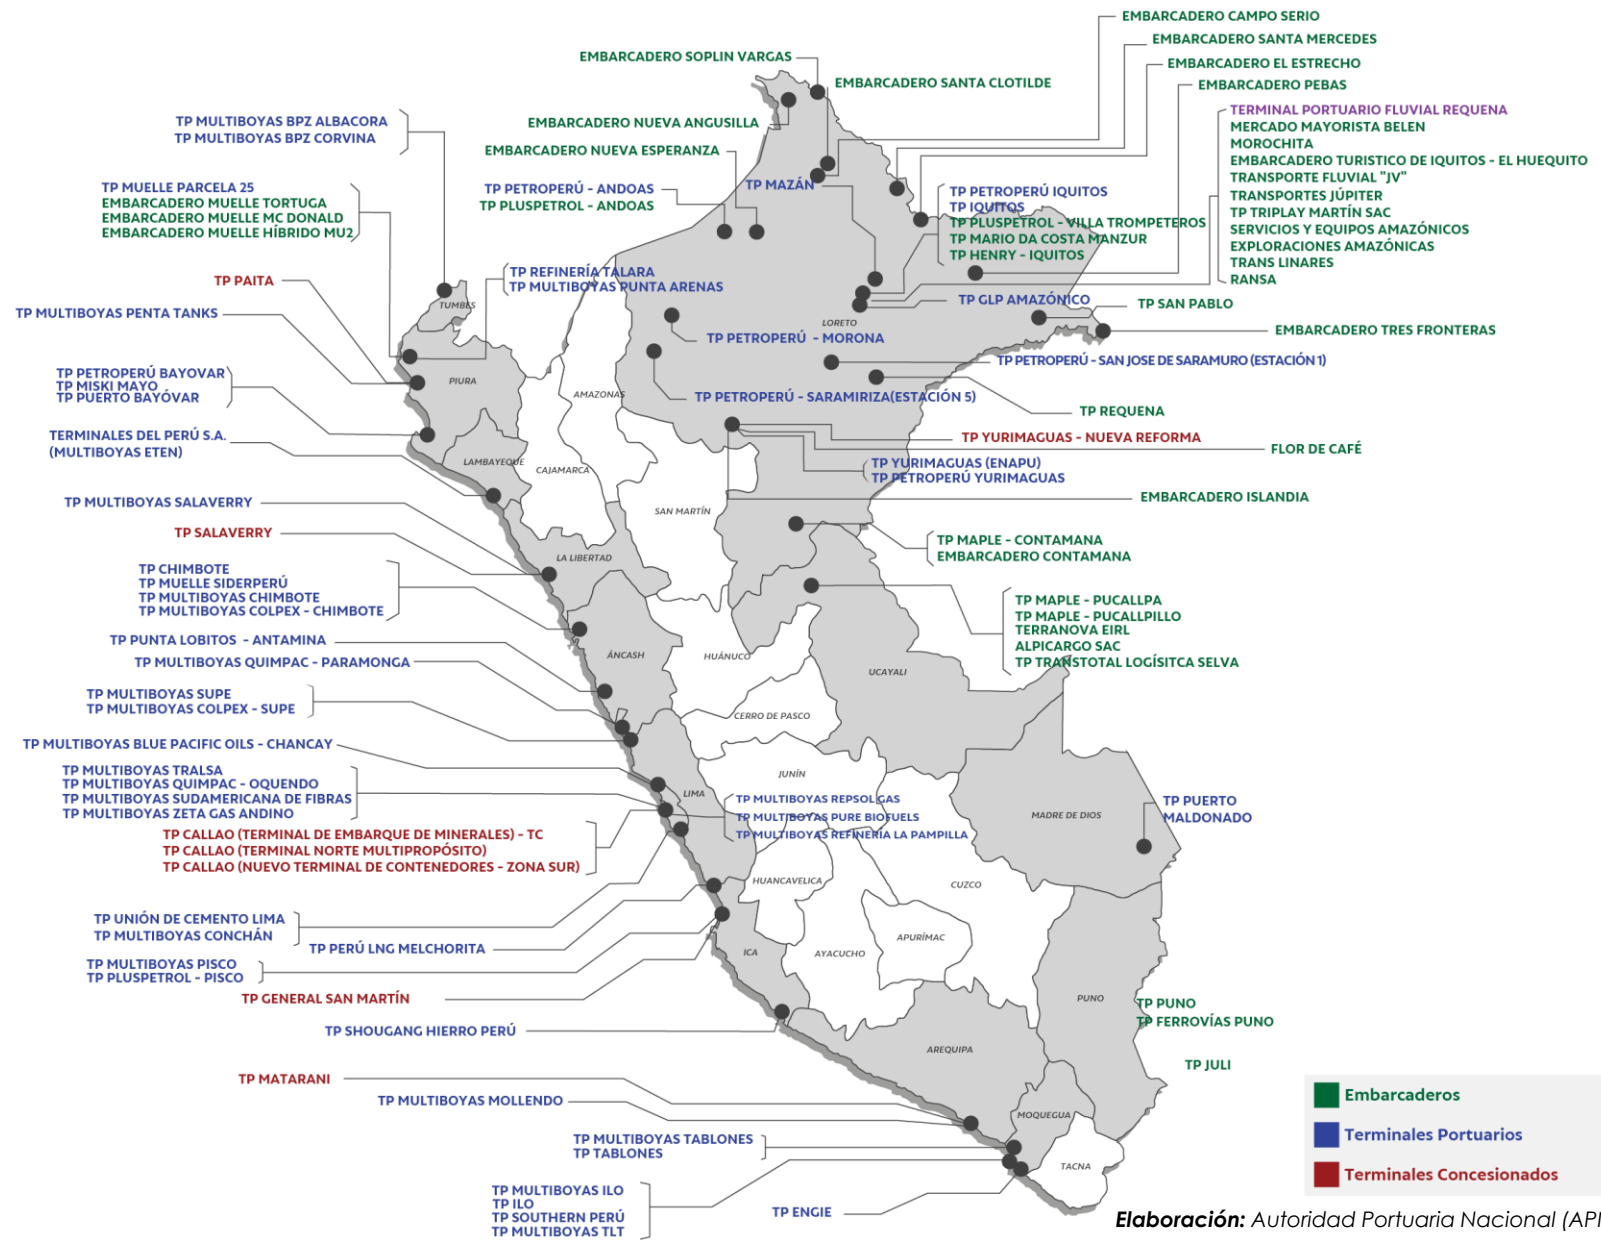 EMBARCADERO CAMPO SERIO
EMBARCADERO SANTA MERCEDES
EMBARCADERO SOPLIN VARGAS
EMBARCADERO EL ESTRECHO
EMBARCADERO SANTA CLOTILDE
EMBARCADERO PEBAS
TERMINAL PORTUARIO FLUVIAL REQUENA
MERCADO MAYORISTA BELEN
MOROCHITA
EMBARCADERO TURISTICO DE IQUITOS - EL HUEQUITO
TRANSPORTE FLUVIAL "JV"
TRANSPORTES JÚPITER
TP TRIPLAY MARTÍN SAC
SERVICIOS Y EQUIPOS AMAZÓNICOS
EXPLORACIONES AMAZÓNICAS
TRANS LINARES
RANSA
TP MULTIBOYAS BPZ ALBACORA
TP MULTIBOYAS BPZ CORVINA
EMBARCADERO NUEVA ANGUSILLA
EMBARCADERO NUEVA ESPERANZA
TP PETROPERÚ - ANDOAS
TP PLUSPETROL - ANDOAS
TP MAZÁN
TP PETROPERÚ IQUITOS
TP IQUITOS
TP PLUSPETROL - VILLA TROMPETEROS
TP MARIO DA COSTA MANZUR
TP HENRY - IQUITOS
TP MUELLE PARCELA 25
EMBARCADERO MUELLE TORTUGA
EMBARCADERO MUELLE MC DONALD
EMBARCADERO MUELLE HÍBRIDO MU2
TP REFINERÍA TALARA
TP MULTIBOYAS PUNTA ARENAS
TP PAITA
TP MULTIBOYAS PENTA TANKS
TUMBES
TP GLP AMAZÓNICO
TP SAN PABLO
LORETO
EMBARCADERO TRES FRONTERAS
TP PETROPERÚ - MORONA
TP PETROPERÚ - SAN JOSE DE SARAMURO (ESTACIÓN 1)
TP PETROPERÚ BAYOVAR
TP MISKI MAYO
TP PUERTO BAYÓVAR
PIURA
AMAZONAS
TP PETROPERÚ - SARAMIRIZA(ESTACIÓN 5)
TP REQUENA
TERMINALES DEL PERÚ S.A.
(MULTIBOYAS ETEN)
TP YURIMAGUAS - NUEVA REFORMA
FLOR DE CAFÉ
LAMBAYEQUE
CAJAMARCA
TP YURIMAGUAS (ENAPU)
TP PETROPERÚ YURIMAGUAS
EMBARCADERO ISLANDIA
TP MULTIBOYAS SALAVERRY
SAN MARTÍN
TP SALAVERRY
TP MAPLE - CONTAMANA
EMBARCADERO CONTAMANA
LA LIBERTAD
TP CHIMBOTE
TP MUELLE SIDERPERÚ
TP MULTIBOYAS CHIMBOTE
TP MULTIBOYAS COLPEX - CHIMBOTE
TP MAPLE - PUCALLPA
TP MAPLE - PUCALLPILLO
TERRANOVA EIRL
ALPICARGO SAC
TP TRANSTOTAL LOGÍSITCA SELVA
TP PUNTA LOBITOS - ANTAMINA
TP MULTIBOYAS QUIMPAC - PARAMONGA
ÁNCASH
HUÁNUCO
UCAYALI
TP MULTIBOYAS SUPE
TP MULTIBOYAS COLPEX - SUPE
CERRO DE PASCO
TP MULTIBOYAS BLUE PACIFIC OILS - CHANCAY
TP MULTIBOYAS TRALSA
TP MULTIBOYAS QUIMPAC - OQUENDO
TP MULTIBOYAS SUDAMERICANA DE FIBRAS
TP MULTIBOYAS ZETA GAS ANDINO
JUNÍN
LIMA
TP MULTIBOYAS REPSOL GAS
TP MULTIBOYAS PURE BIOFUELS
TP MULTIBOYAS REFINERÍA LA PAMPILLA
MADRE DE DIOS
TP PUERTO
MALDONADO
TP CALLAO (TERMINAL DE EMBARQUE DE MINERALES) - TC
TP CALLAO (TERMINAL NORTE MULTIPROPÓSITO)
TP CALLAO (NUEVO TERMINAL DE CONTENEDORES - ZONA SUR)
HUANCAVELICA
CUZCO
TP UNIÓN DE CEMENTO LIMA
TP MULTIBOYAS CONCHÁN
TP PERÚ LNG MELCHORITA
APURÍMAC
AYACUCHO
ICA
TP MULTIBOYAS PISCO
TP PLUSPETROL - PISCO
TP GENERAL SAN MARTÍN
PUNO
TP PUNO
TP FERROVÍAS PUNO
TP SHOUGANG HIERRO PERÚ
AREQUIPA
TP JULI
TP MATARANI
TP MULTIBOYAS MOLLENDO
MOQUEGUA
TP MULTIBOYAS TABLONES
TP TABLONES
TACNA
TP MULTIBOYAS ILO
TP ILO
TP SOUTHERN PERÚ
TP MULTIBOYAS TLT
TP ENGIE
Embarcaderos
Terminales Portuarios
Terminales Concesionados
Elaboración: Autoridad Portuaria Nacional (AP